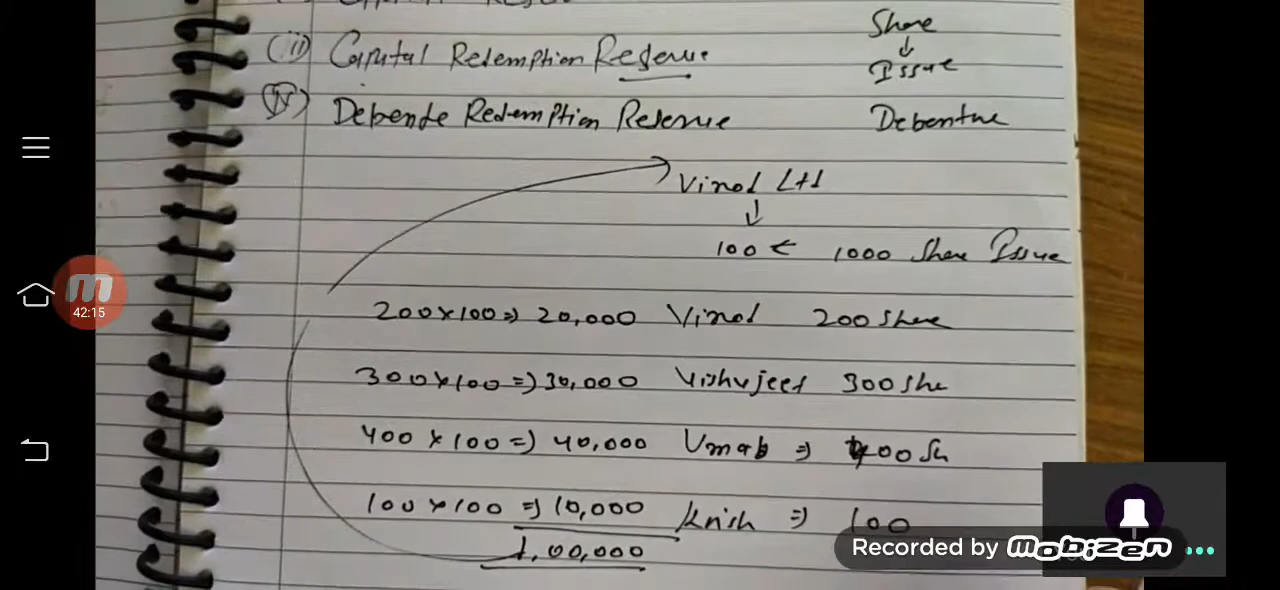 Share
↓
(iii) Capital Redemption Reserve
Issue
(iv) Debente Redemption Reserve Debenture
Vinod Ltd
↓
100 ← 1000 Share Issue
200×100 => 20,000 Vinod 200 Share
300×100 => 30,000 Vishvjeet 300 Sha
400×100 => 40,000 Umab => 400 Sh
100×100 => 10,000 Krish => 100
1,00,000
42:15
Recorded by mobizen